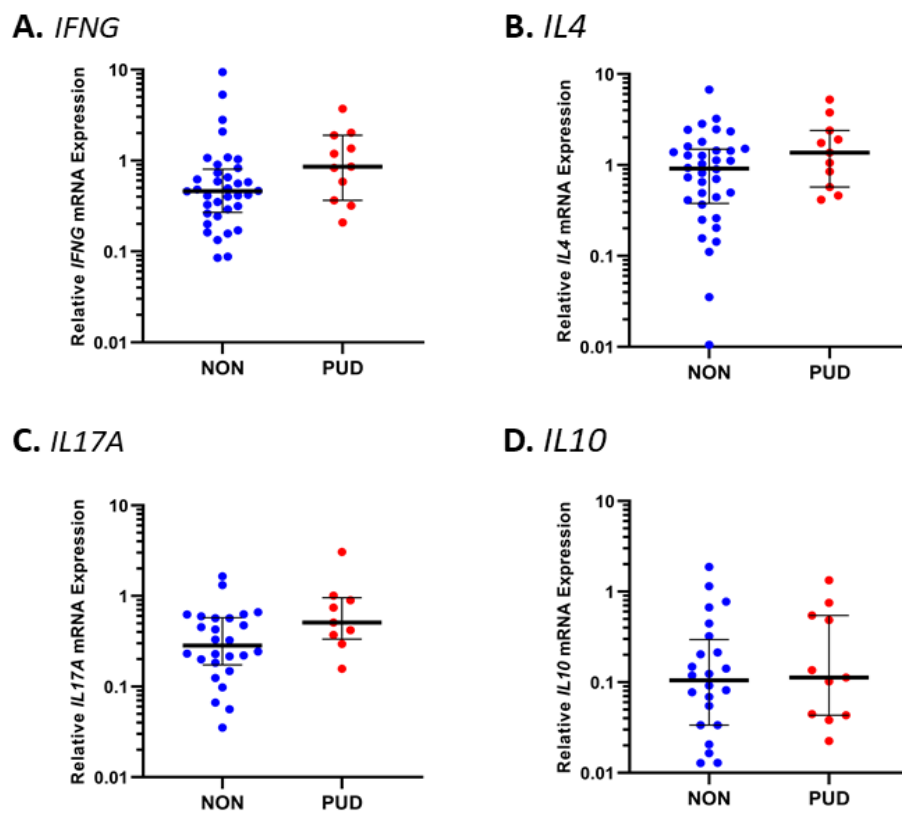 A. IFNG
Relative IFNG mRNA Expression
10
1
0.1
0.01
NON PUD
B. IL4
Relative IL4 mRNA Expression
10
1
0.1
0.01
NON PUD
C. IL17A
Relative IL17A mRNA Expression
10
1
0.1
0.01
NON PUD
D. IL10
Relative IL10 mRNA Expression
10
1
0.1
0.01
NON PUD